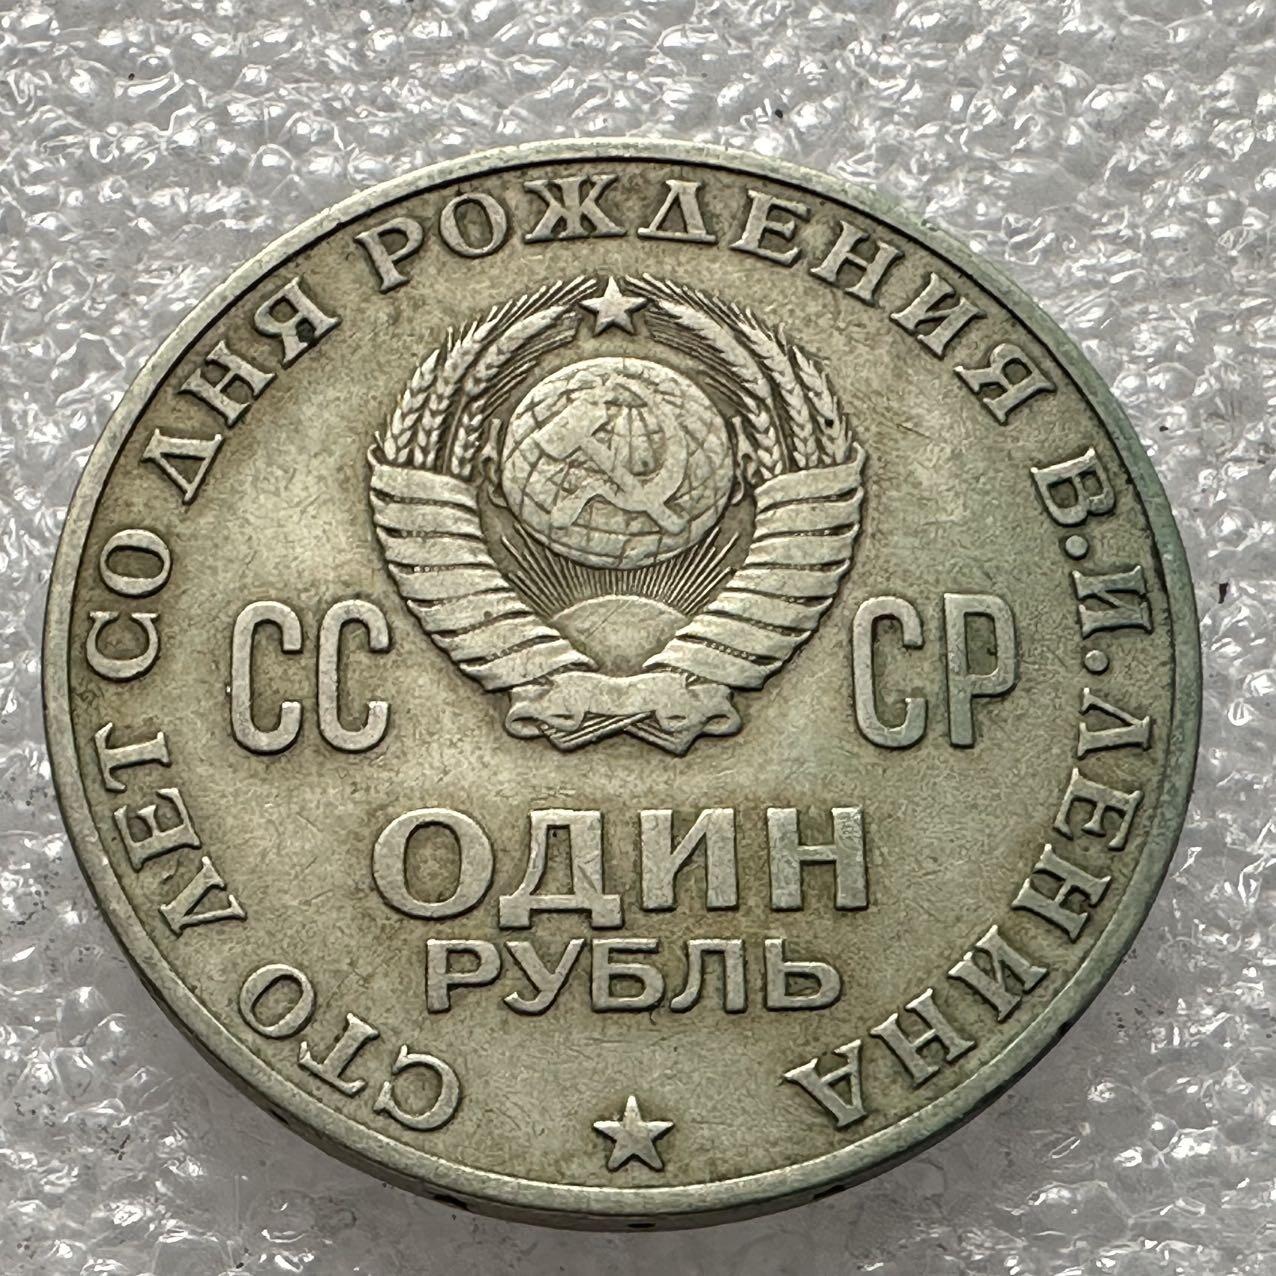 СТО ЛЕТ СО ДНЯ РОЖДЕНИЯ В.И.ЛЕНИНА
СС СР
ОДИН
РУБЛЬ